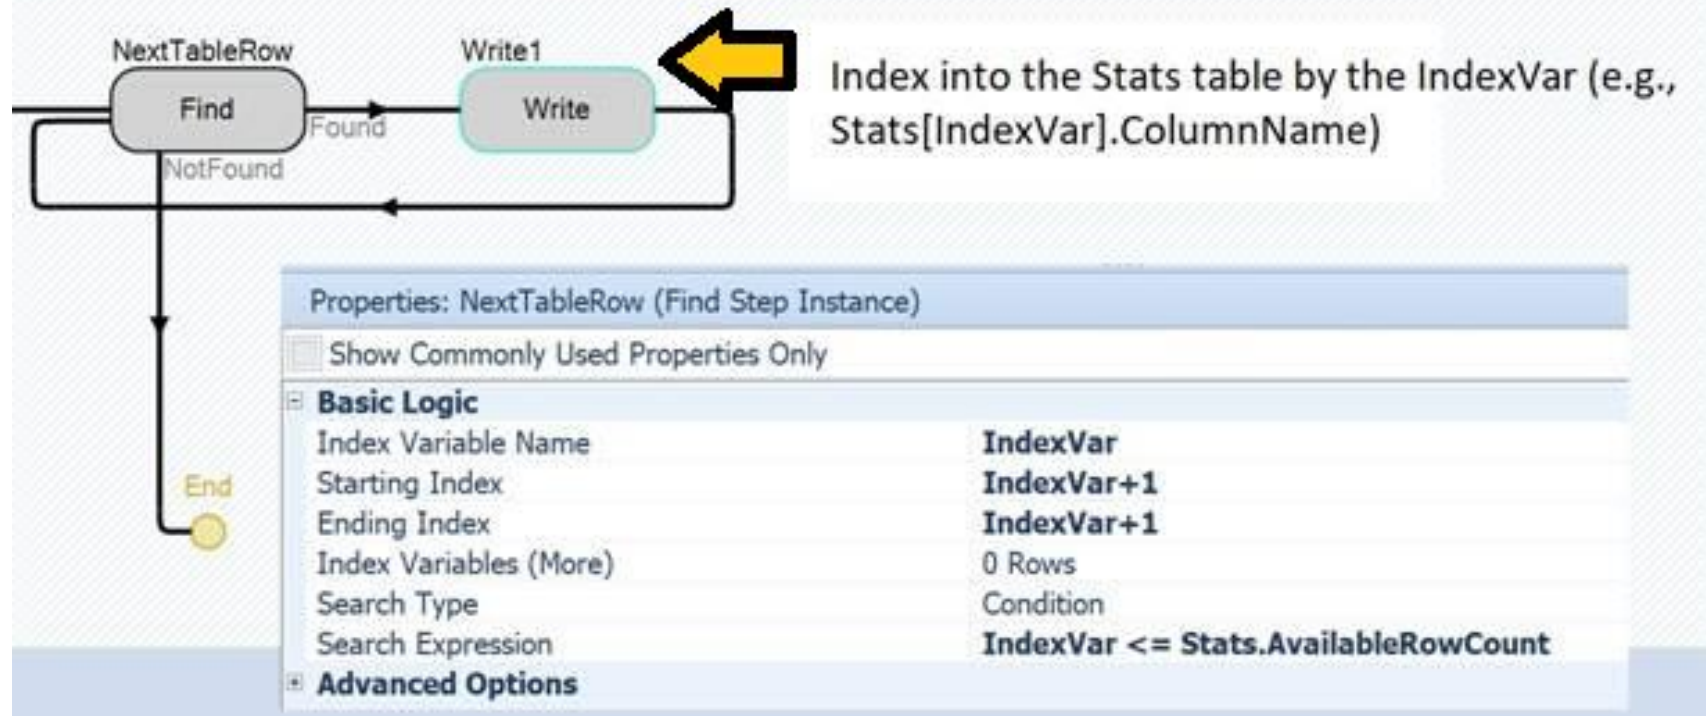 NextTableRow
Write1
Find
Found
Write
NotFound
Index into the Stats table by the IndexVar (e.g.,
Stats[IndexVar].ColumnName)
End
Properties: NextTableRow (Find Step Instance)
Show Commonly Used Properties Only
Basic Logic
Index Variable Name IndexVar
Starting Index IndexVar+1
Ending Index IndexVar+1
Index Variables (More) 0 Rows
Search Type Condition
Search Expression IndexVar <= Stats.AvailableRowCount
Advanced Options